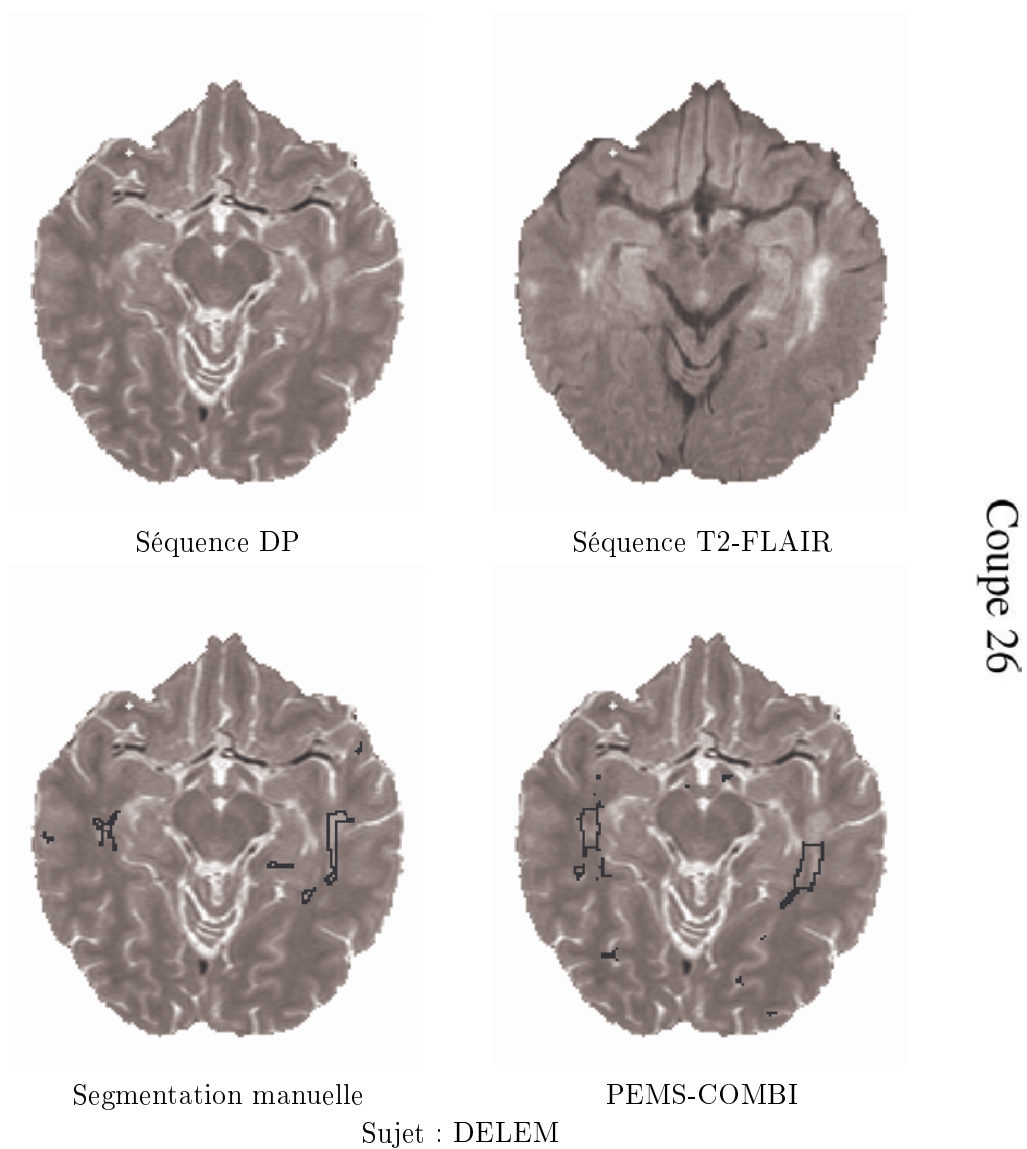 Séquence DP
Séquence T2-FLAIR
Segmentation manuelle
PEMS-COMBI
Sujet : DELEM
Coupe 26